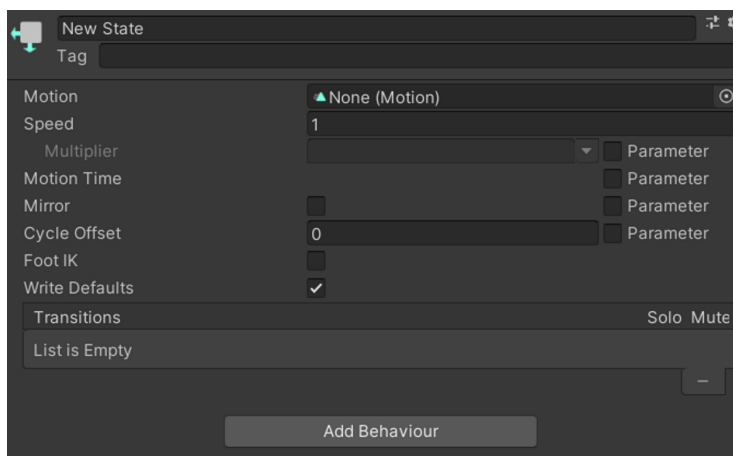 New State
Tag
Motion None (Motion)
Speed 1
Multiplier Parameter
Motion Time Parameter
Mirror Parameter
Cycle Offset 0 Parameter
Foot IK
Write Defaults
Transitions Solo Mute
List is Empty
Add Behaviour